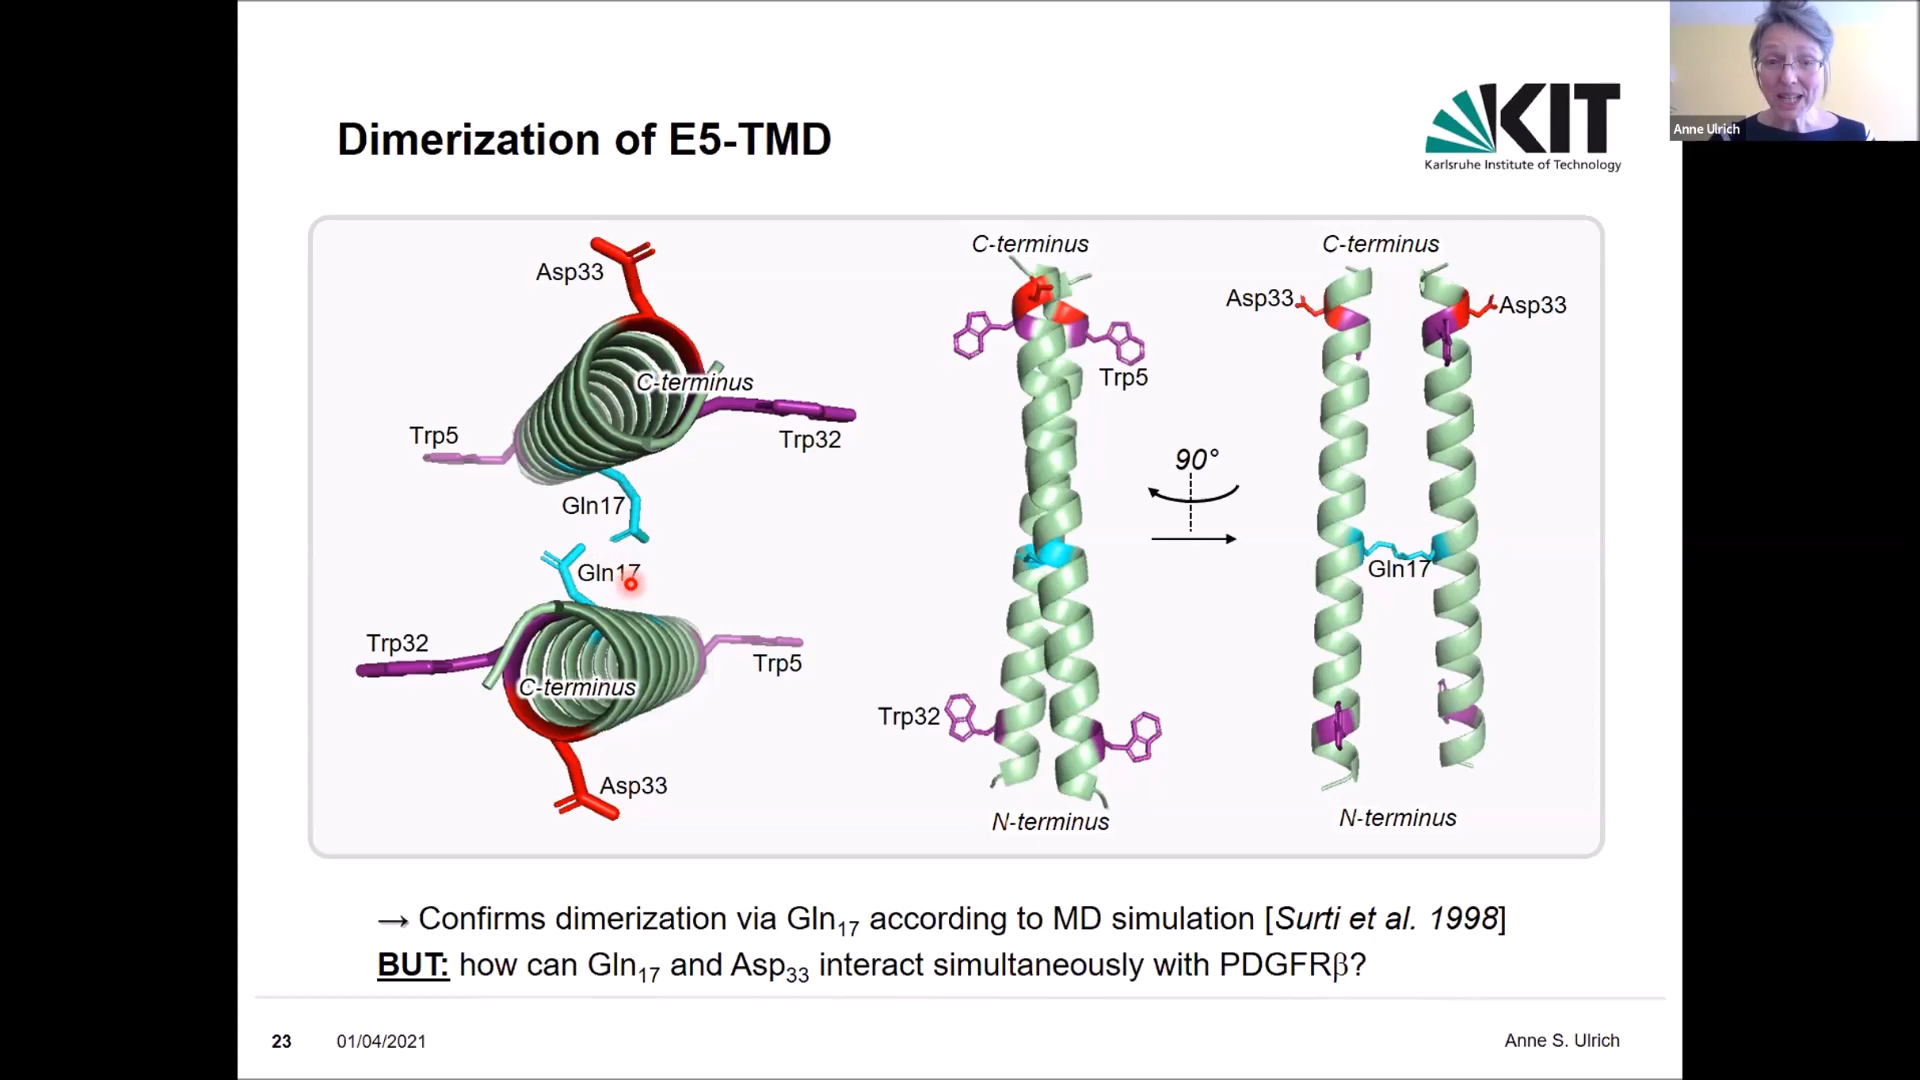 Anne Ulrich
KIT
Karlsruhe Institute of Technology
Dimerization of E5-TMD
Asp33
C-terminus
Trp5
Trp32
Gln17
Gln17
Trp32
Trp5
C-terminus
Asp33
C-terminus
Trp5
Trp32
N-terminus
90°
C-terminus
Asp33
Asp33
Gln17
N-terminus
→ Confirms dimerization via Gln₁₇ according to MD simulation [Surti et al. 1998]
BUT: how can Gln₁₇ and Asp₃₃ interact simultaneously with PDGFRβ?
23 01/04/2021 Anne S. Ulrich